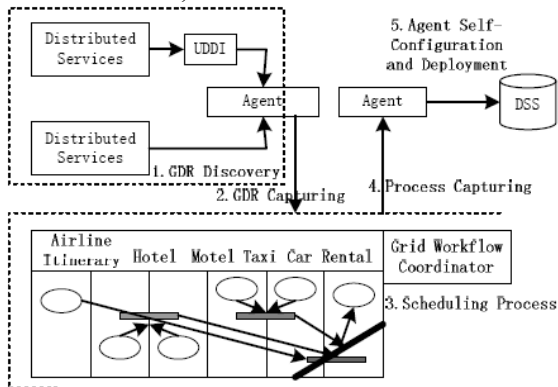 Distributed
Services
UDDI
Agent
Distributed
Services
1.GDR Discovery
2.GDR Capturing
5. Agent Self-
Configuration
and Deployment
Agent
DSS
4.Process Capturing
Airline
Itinerary Hotel Motel Taxi Car Rental
Grid Workflow
Coordinator
3.Scheduling Process